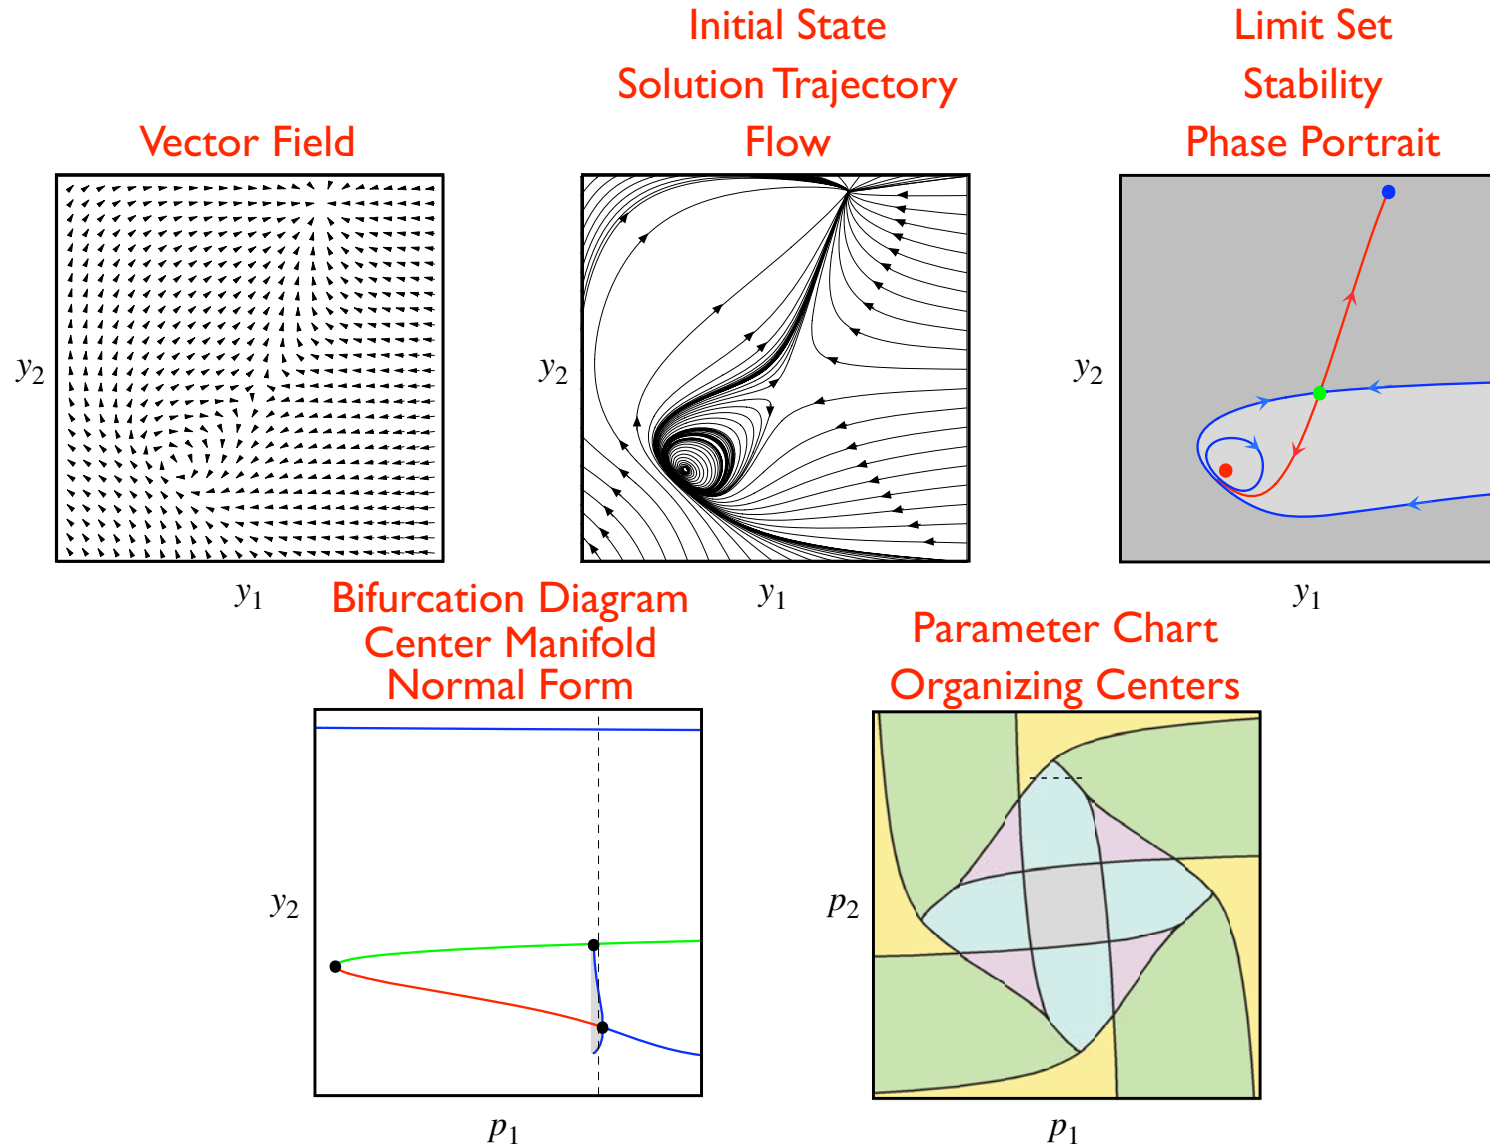 Initial State
Solution Trajectory
Flow
Limit Set
Stability
Phase Portrait
Vector Field
y2
y1
y2
y1
y2
y1
Bifurcation Diagram
Center Manifold
Normal Form
y2
p1
Parameter Chart
Organizing Centers
p2
p1